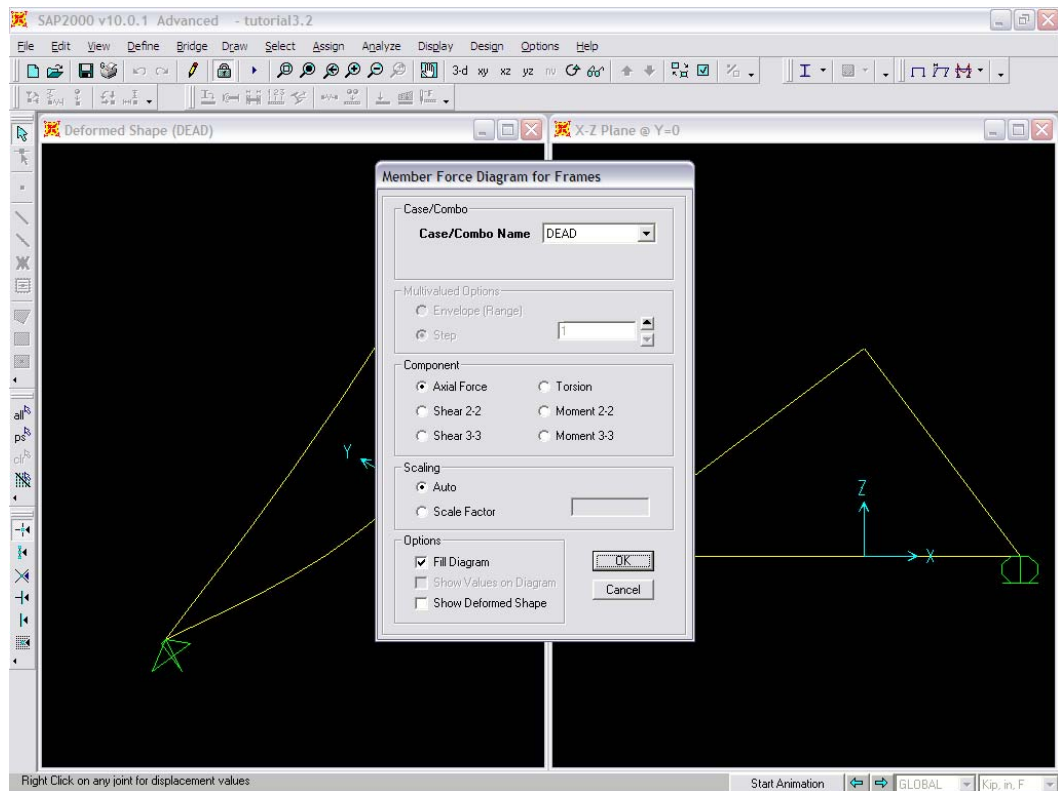 SAP2000 v10.0.1 Advanced - tutorial3.2
File Edit View Define Bridge Draw Select Assign Analyze Display Design Options Help
3-d xy xz yz nv
Deformed Shape (DEAD)
X-Z Plane @ Y=0
Member Force Diagram for Frames
Case/Combo
Case/Combo Name DEAD
Multivalued Options
Envelope (Range)
Step 1
Component
Axial Force Torsion
Shear 2-2 Moment 2-2
Shear 3-3 Moment 3-3
Scaling
Auto
Scale Factor
Options
Fill Diagram
Show Values on Diagram
Show Deformed Shape
OK
Cancel
all
ps
clr
Y
Z
X
Right Click on any joint for displacement values
Start Animation
GLOBAL
Kip, in, F